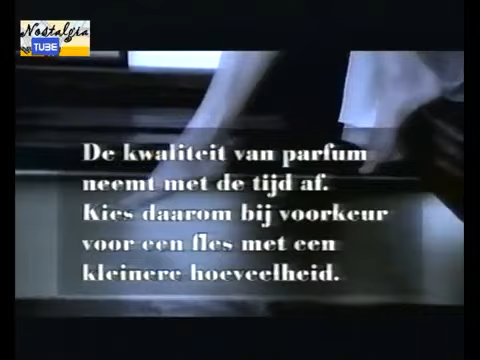 Nostalgia
TUBE
De kwaliteit van parfum
neemt met de tijd af.
Kies daarom bij voorkeur
voor een fles met een
kleinere hoeveelheid.